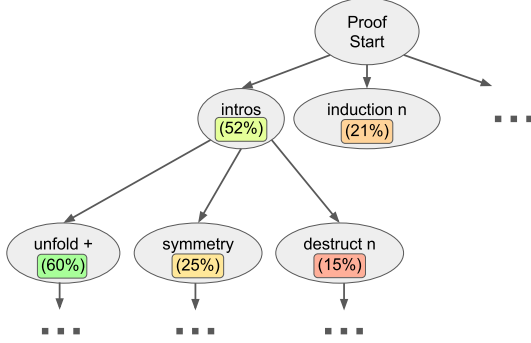 Proof
Start
intros
(52%)
induction n
(21%)
...
unfold +
(60%)
symmetry
(25%)
destruct n
(15%)
...
...
...